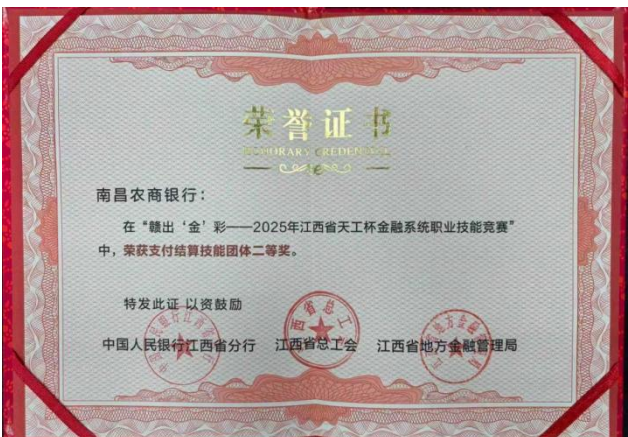 荣誉证书
HONORARY CREDENTIAL
南昌农商银行：
在“赣出‘金’彩——2025年江西省天工杯金融系统职业技能竞赛”
中，荣获支付结算技能团体二等奖。
特发此证 以资鼓励
中国人民银行江西省分行 江西省总工会 江西省地方金融管理局